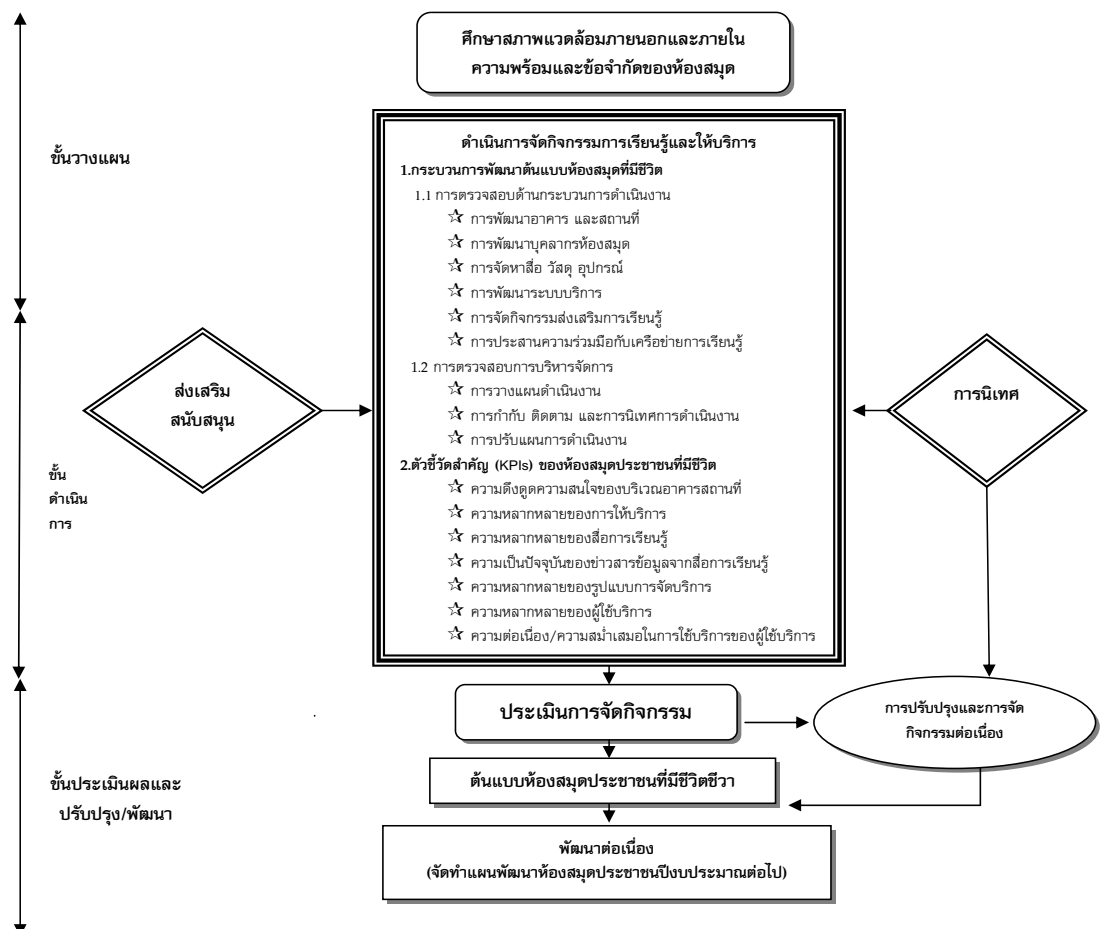 ศึกษาสภาพแวดล้อมภายนอกและภายใน
ความพร้อมและข้อจำกัดของห้องสมุด
ขั้นวางแผน
ดำเนินการจัดกิจกรรมการเรียนรู้และให้บริการ
1.กระบวนการพัฒนาต้นแบบห้องสมุดที่มีชีวิต
1.1 การตรวจสอบด้านกระบวนการดำเนินงาน
☆ การพัฒนาอาคาร และสถานที่
☆ การพัฒนาบุคลากรห้องสมุด
☆ การจัดหาสื่อ วัสดุ อุปกรณ์
☆ การพัฒนาระบบบริการ
☆ การจัดกิจกรรมส่งเสริมการเรียนรู้
☆ การประสานความร่วมมือกับเครือข่ายการเรียนรู้
1.2 การตรวจสอบการบริหารจัดการ
☆ การวางแผนดำเนินงาน
☆ การกำกับ ติดตาม และการนิเทศการดำเนินงาน
☆ การปรับแผนการดำเนินงาน
2.ตัวชี้วัดสำคัญ (KPIs) ของห้องสมุดประชาชนที่มีชีวิต
☆ ความดึงดูดความสนใจของบริเวณอาคารสถานที่
☆ ความหลากหลายของการให้บริการ
☆ ความหลากหลายของสื่อการเรียนรู้
☆ ความเป็นปัจจุบันของข่าวสารข้อมูลจากสื่อการเรียนรู้
☆ ความหลากหลายของรูปแบบการจัดบริการ
☆ ความหลากหลายของผู้ใช้บริการ
☆ ความต่อเนื่อง/ความสม่ำเสมอในการใช้บริการของผู้ใช้บริการ
ส่งเสริม
สนับสนุน
การนิเทศ
ขั้น
ดำเนิน
การ
ประเมินการจัดกิจกรรม
การปรับปรุงและการจัด
กิจกรรมต่อเนื่อง
ขั้นประเมินผลและ
ปรับปรุง/พัฒนา
ต้นแบบห้องสมุดประชาชนที่มีชีวิตชีวา
พัฒนาต่อเนื่อง
(จัดทำแผนพัฒนาห้องสมุดประชาชนปีงบประมาณต่อไป)